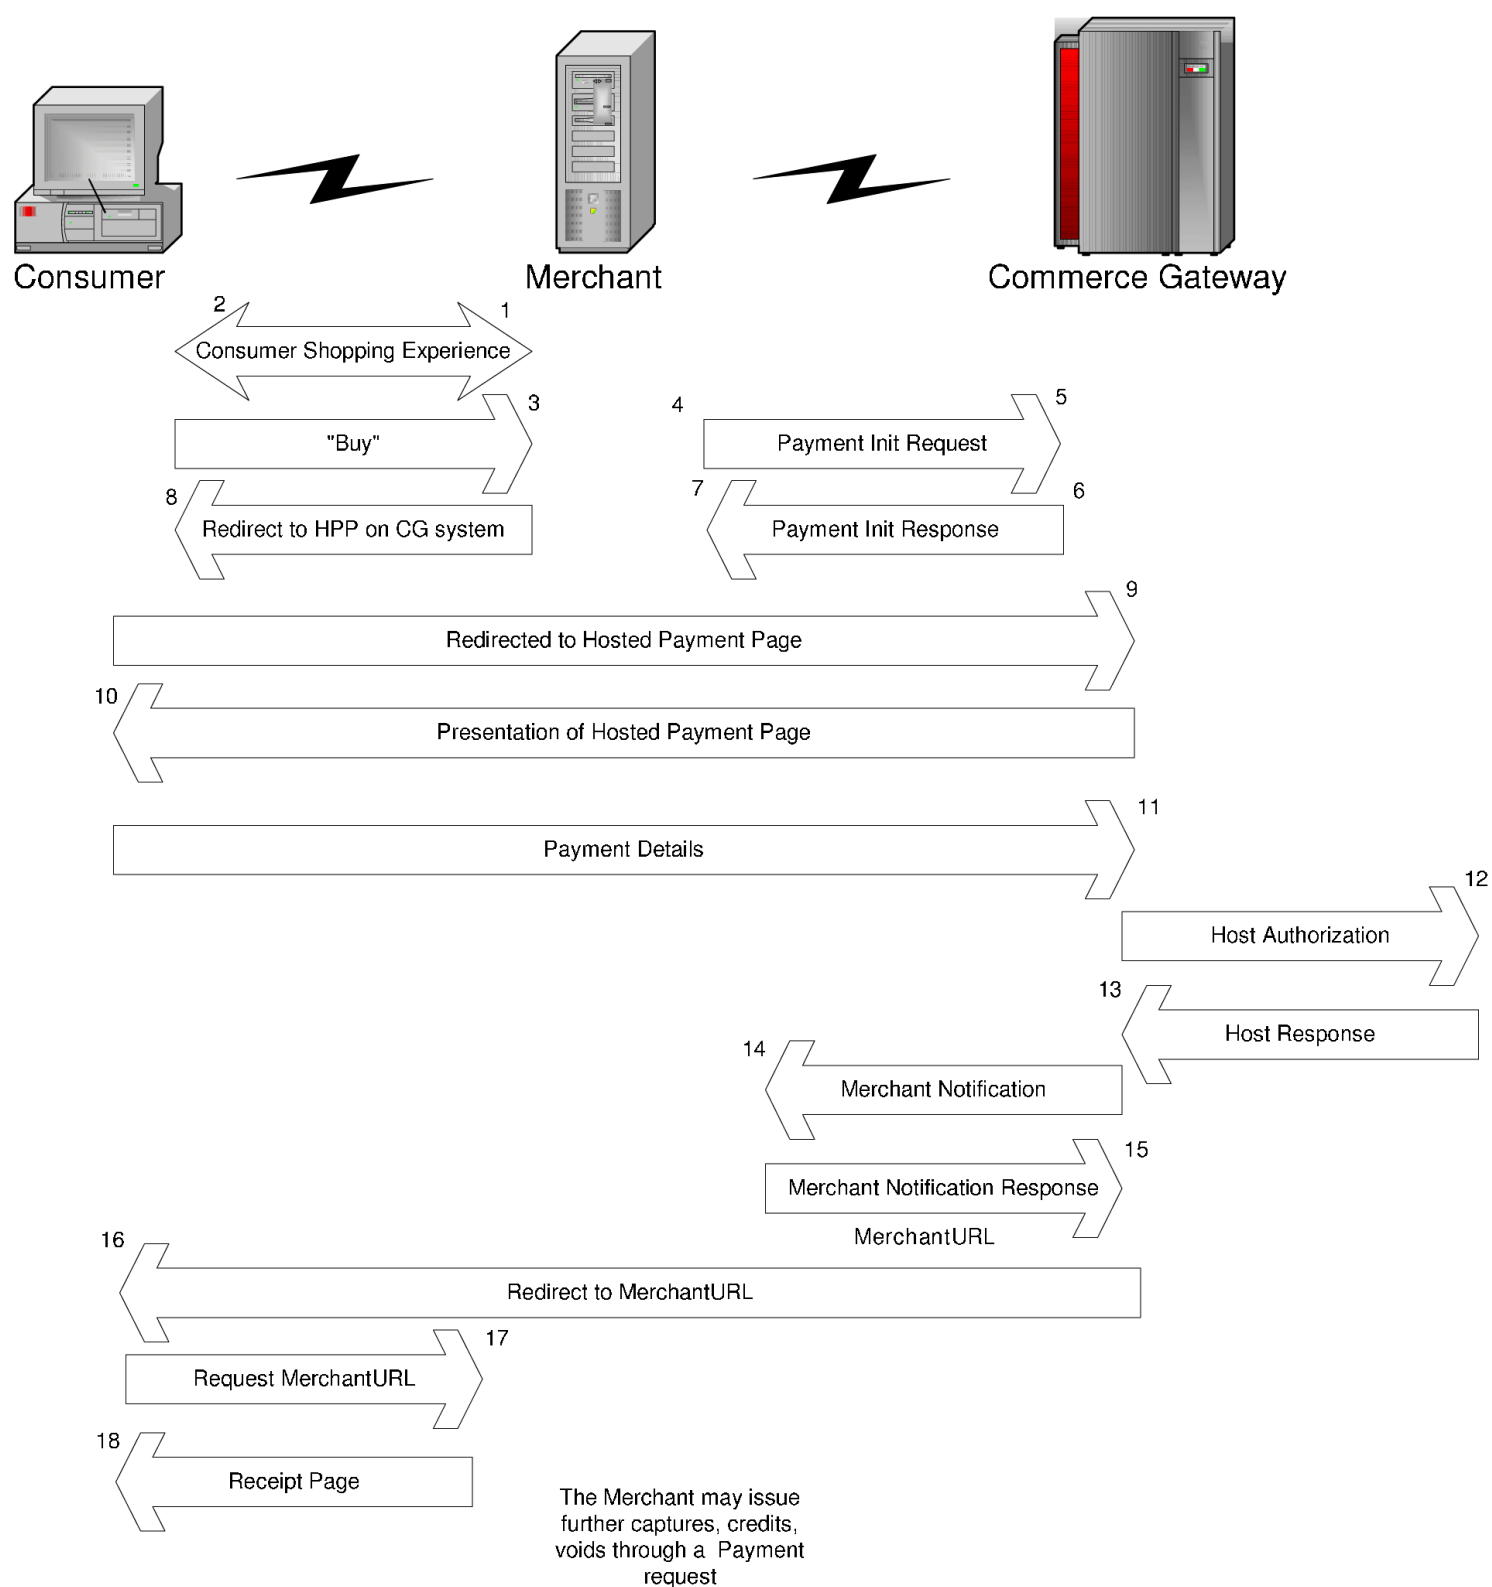 Consumer
Merchant
Commerce Gateway
2
1
Consumer Shopping Experience
3
4
5
"Buy"
Payment Init Request
8
7
6
Redirect to HPP on CG system
Payment Init Response
9
Redirected to Hosted Payment Page
10
Presentation of Hosted Payment Page
11
Payment Details
12
Host Authorization
13
Host Response
14
Merchant Notification
15
Merchant Notification Response
MerchantURL
16
Redirect to MerchantURL
17
Request MerchantURL
18
Receipt Page
The Merchant may issue
further captures, credits,
voids through a Payment
request